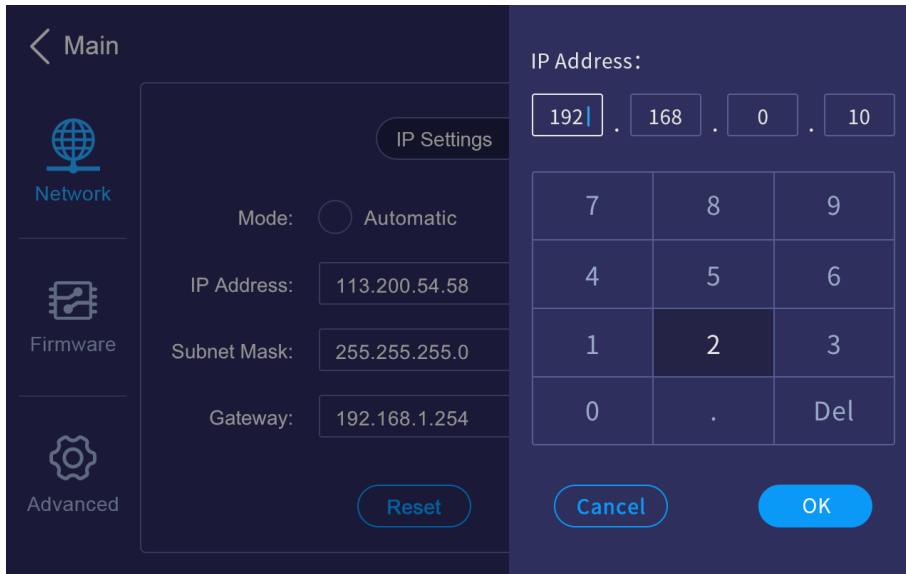 Main
Network
Firmware
Advanced
IP Settings
Mode: Automatic
IP Address: 113.200.54.58
Subnet Mask: 255.255.255.0
Gateway: 192.168.1.254
Reset
IP Address:
192 . 168 . 0 . 10
7 8 9
4 5 6
1 2 3
0 . Del
Cancel OK